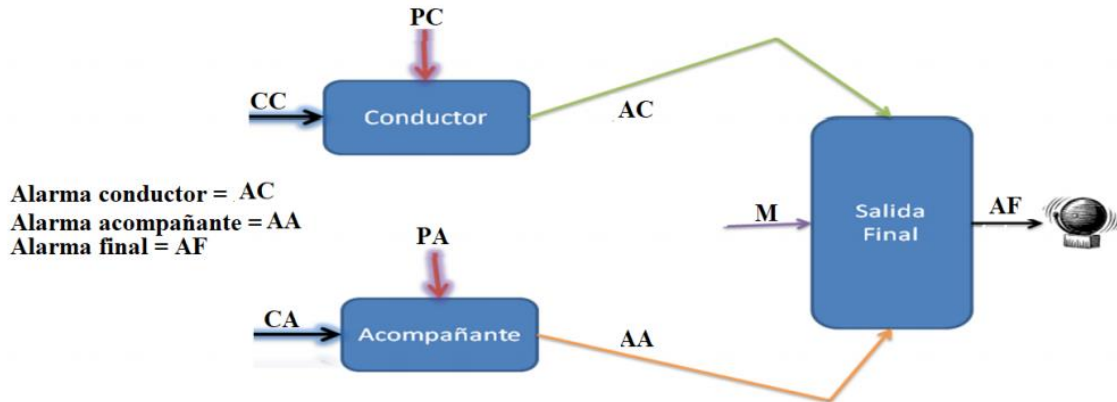 PC
CC
Conductor
AC
Alarma conductor = AC
Alarma acompañante = AA
Alarma final = AF
M
Salida
Final
AF
PA
CA
Acompañante
AA